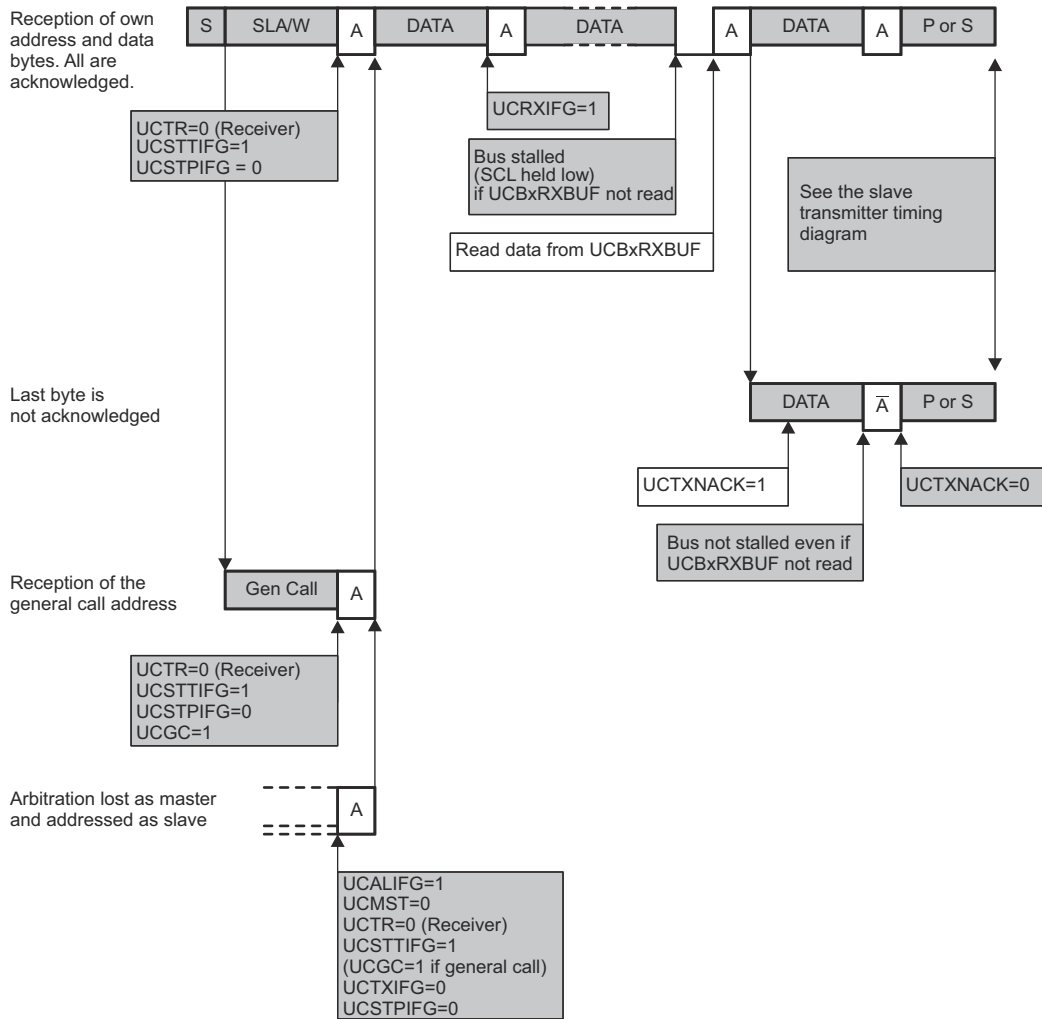 Reception of own
address and data
bytes. All are
acknowledged.
S SLA/W A DATA A DATA A DATA A P or S
UCTR=0 (Receiver)
UCSTTIFG=1
UCSTPIFG = 0
UCRXIFG=1
Bus stalled
(SCL held low)
if UCBxRXBUF not read
Read data from UCBxRXBUF
See the slave
transmitter timing
diagram
Last byte is
not acknowledged
DATA A̅ P or S
UCTXNACK=1
UCTXNACK=0
Bus not stalled even if
UCBxRXBUF not read
Reception of the
general call address
Gen Call A
UCTR=0 (Receiver)
UCSTTIFG=1
UCSTPIFG=0
UCGC=1
Arbitration lost as master
and addressed as slave
A
UCALIFG=1
UCMST=0
UCTR=0 (Receiver)
UCSTTIFG=1
(UCGC=1 if general call)
UCTXIFG=0
UCSTPIFG=0